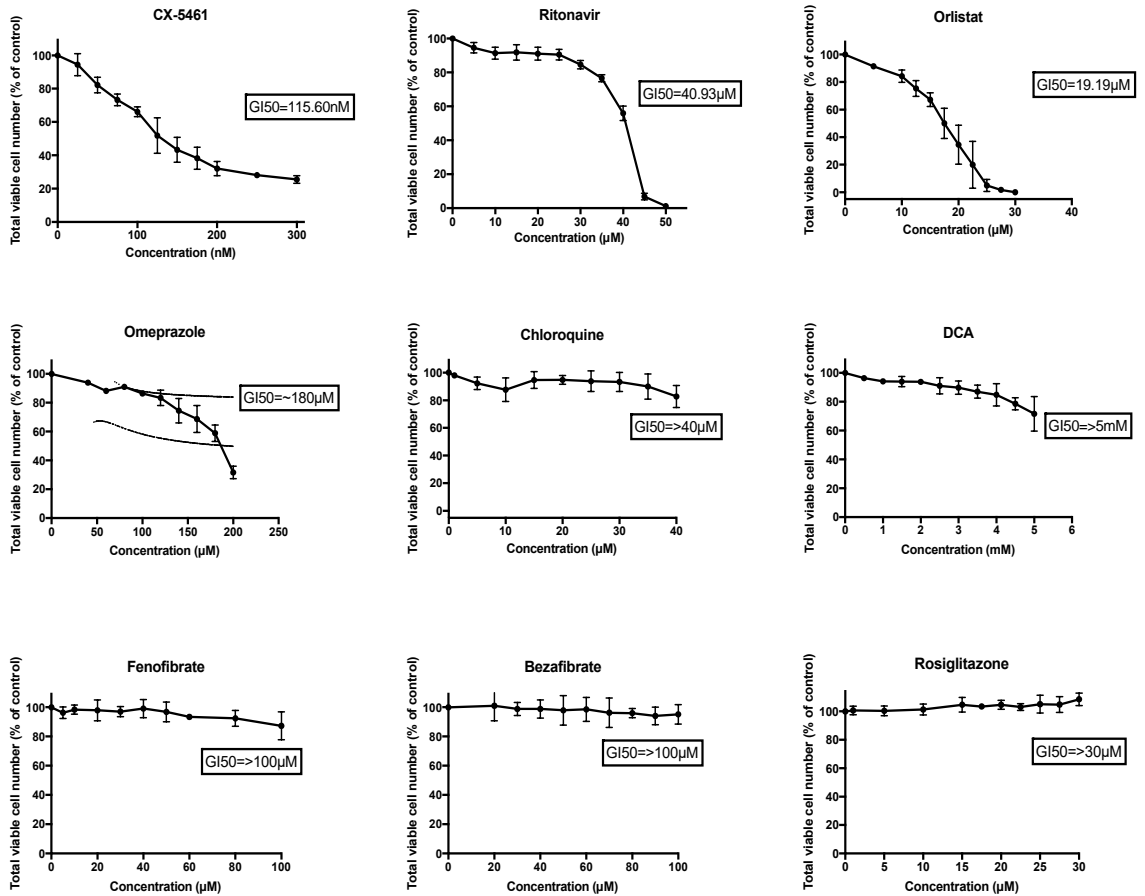 CX-5461
Total viable cell number (% of control)
100
80
60
40
20
0
0
100
200
300
Concentration (nM)
GI50=115.60nM
Ritonavir
Total viable cell number (% of control)
100
80
60
40
20
0
0
10
20
30
40
50
Concentration (µM)
GI50=40.93µM
Orlistat
Total viable cell number (% of control)
100
80
60
40
20
0
0
10
20
30
40
Concentration (µM)
GI50=19.19µM
Omeprazole
Total viable cell number (% of control)
100
80
60
40
20
0
0
50
100
150
200
250
Concentration (µM)
GI50=~180µM
Chloroquine
Total viable cell number (% of control)
100
80
60
40
20
0
0
10
20
30
40
Concentration (µM)
GI50=>40µM
DCA
Total viable cell number (% of control)
100
80
60
40
20
0
0
1
2
3
4
5
6
Concentration (mM)
GI50=>5mM
Fenofibrate
Total viable cell number (% of control)
100
80
60
40
20
0
0
20
40
60
80
100
Concentration (µM)
GI50=>100µM
Bezafibrate
Total viable cell number (% of control)
100
80
60
40
20
0
0
20
40
60
80
100
Concentration (µM)
GI50=>100µM
Rosiglitazone
Total viable cell number (% of control)
100
80
60
40
20
0
0
5
10
15
20
25
30
Concentration (µM)
GI50=>30µM